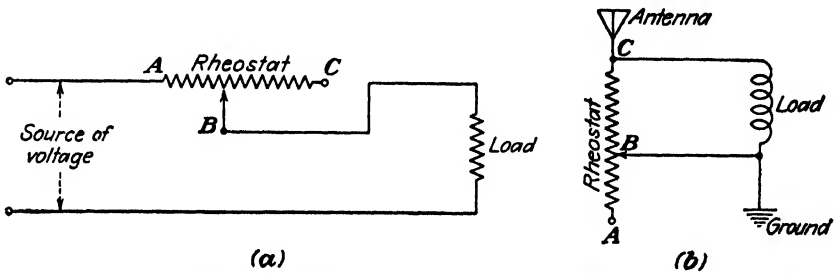 A Rheostat C
B
Source of
voltage
Load
(a)
Antenna
C
Rheostat
B
Load
A
Ground
(b)